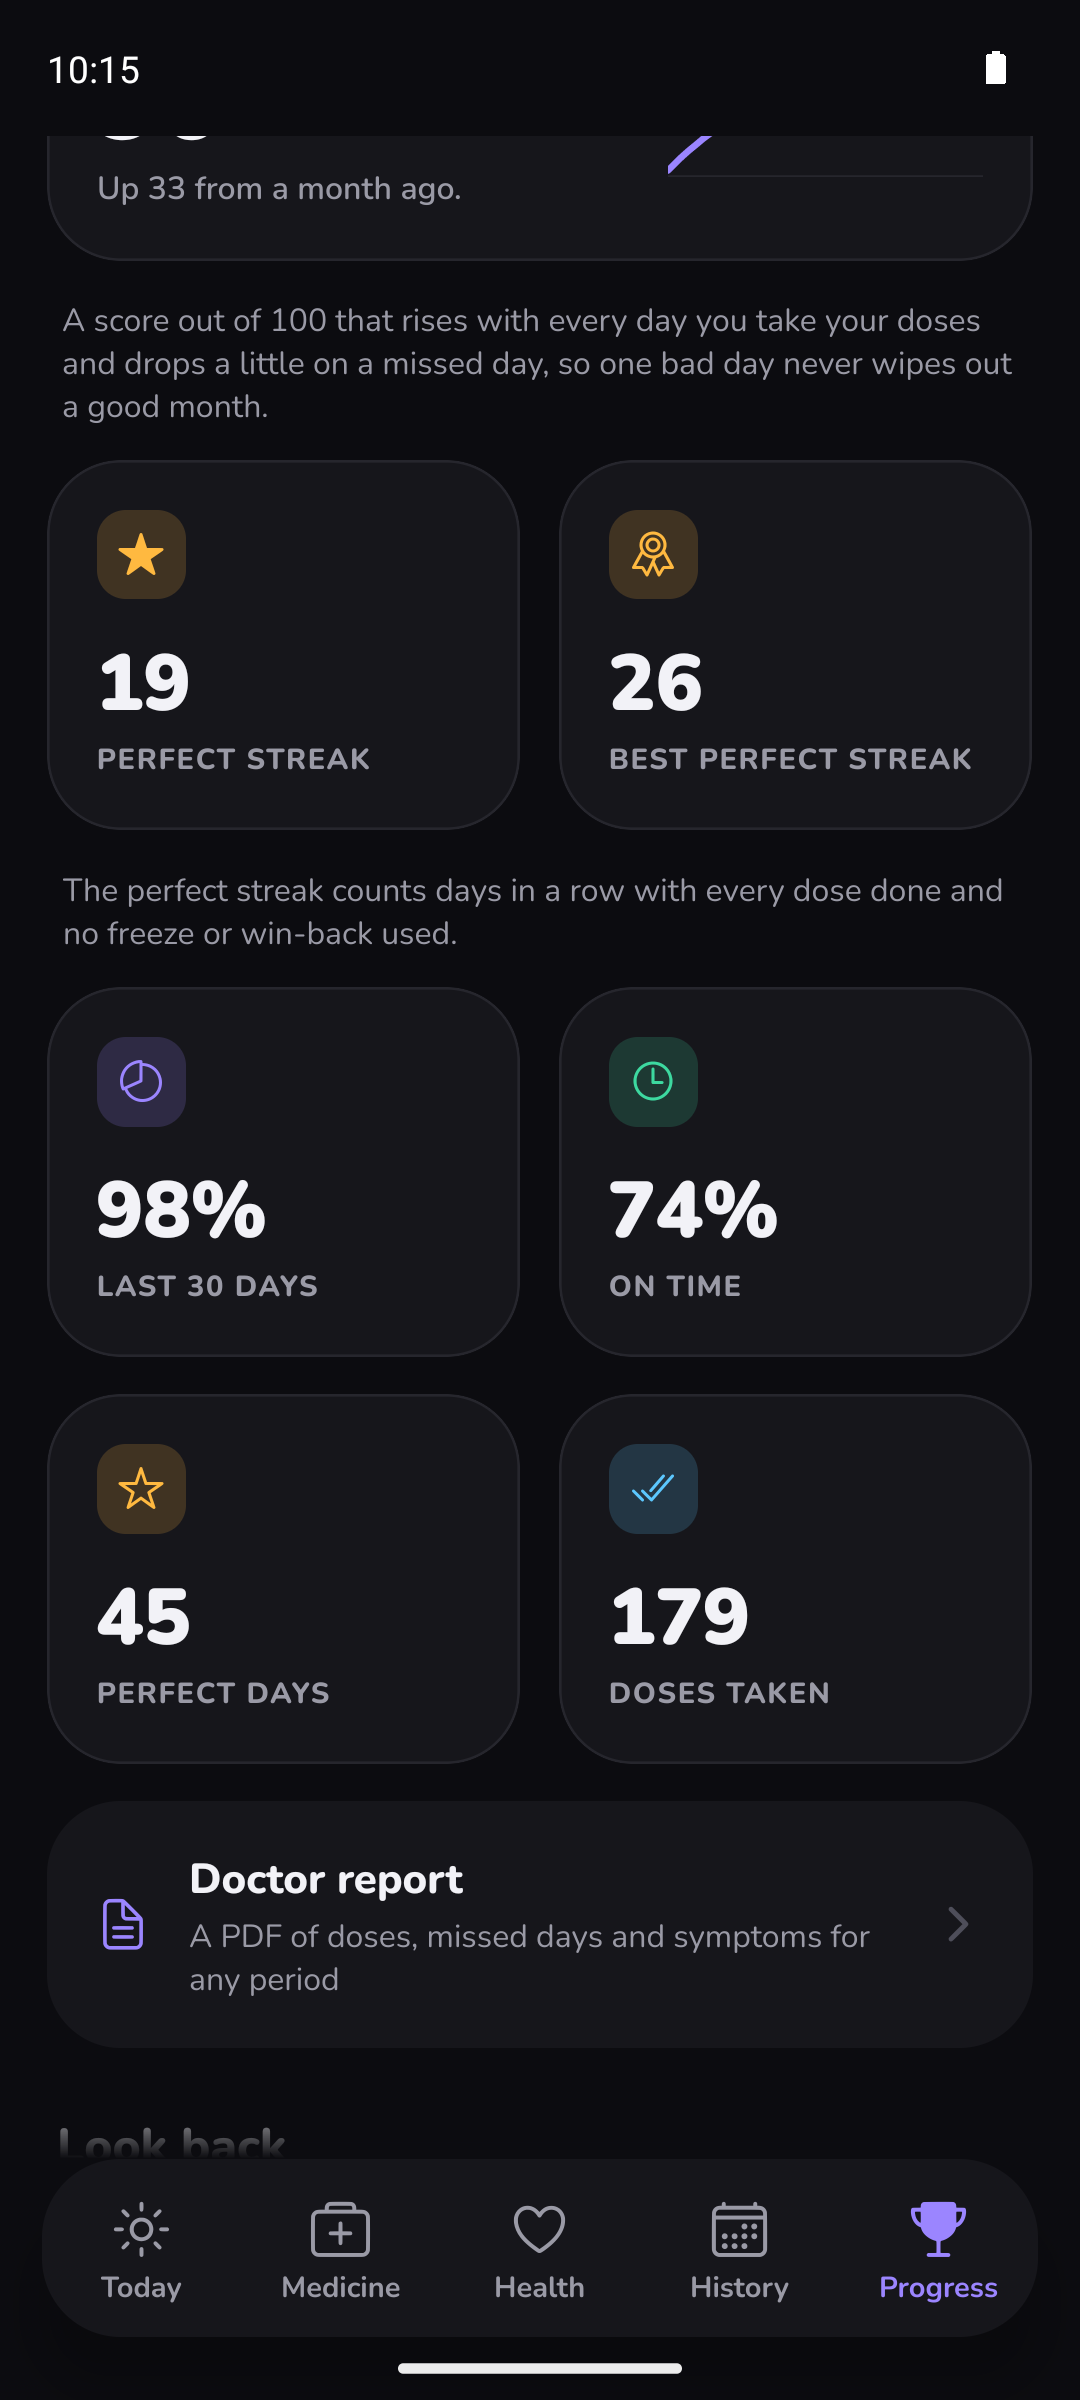 10:15
Up 33 from a month ago.
A score out of 100 that rises with every day you take your doses
and drops a little on a missed day, so one bad day never wipes out
a good month.
19
PERFECT STREAK
26
BEST PERFECT STREAK
The perfect streak counts days in a row with every dose done and
no freeze or win-back used.
98%
LAST 30 DAYS
74%
ON TIME
45
PERFECT DAYS
179
DOSES TAKEN
Doctor report
A PDF of doses, missed days and symptoms for
any period
Look back
Today
Medicine
Health
History
Progress